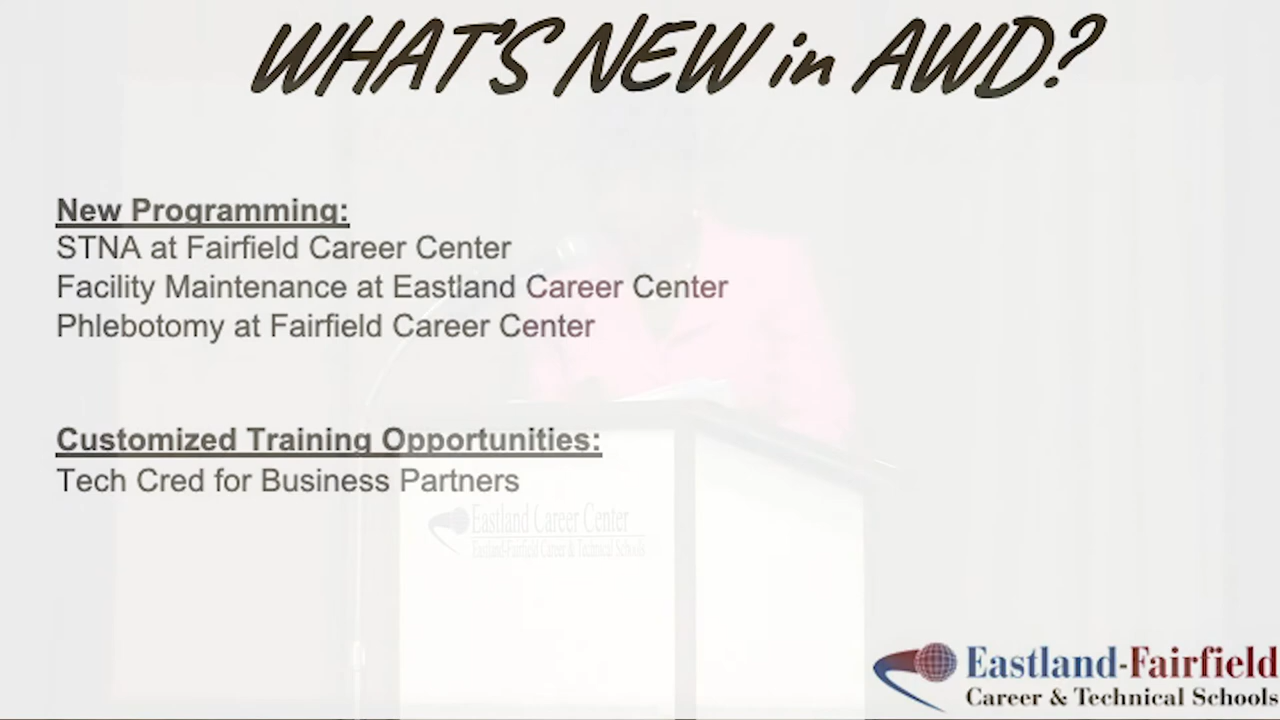 WHAT'S NEW in AWD?
New Programming:
STNA at Fairfield Career Center
Facility Maintenance at Eastland Career Center
Phlebotomy at Fairfield Career Center
Customized Training Opportunities:
Tech Cred for Business Partners
Eastland Career Center
Eastland-Fairfield Career & Technical Schools
Eastland-Fairfield
Career & Technical Schools